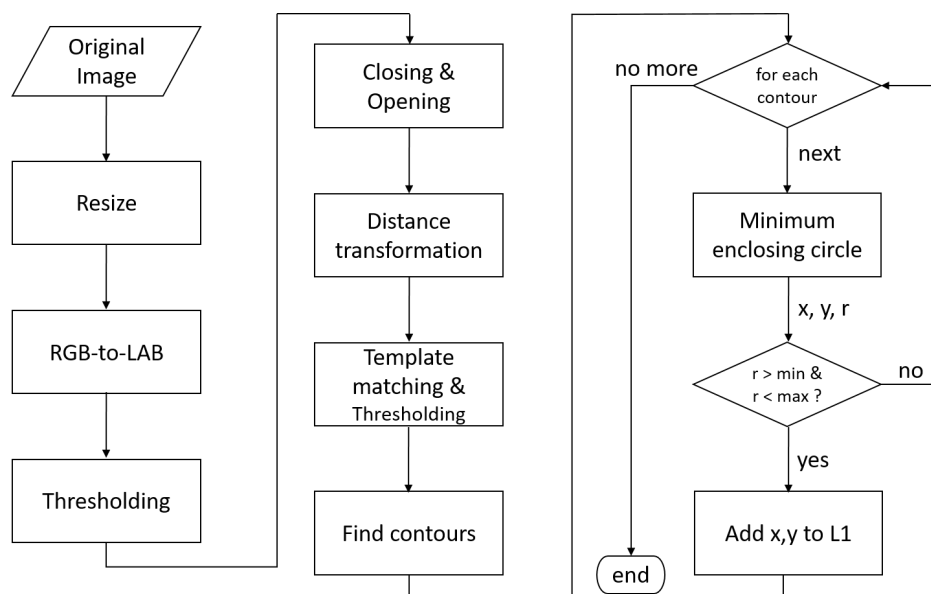 Original
Image
Resize
RGB-to-LAB
Thresholding
Closing &
Opening
Distance
transformation
Template
matching &
Thresholding
Find contours
no more
for each
contour
next
Minimum
enclosing circle
x, y, r
r > min &
r < max ?
no
yes
Add x,y to L1
end